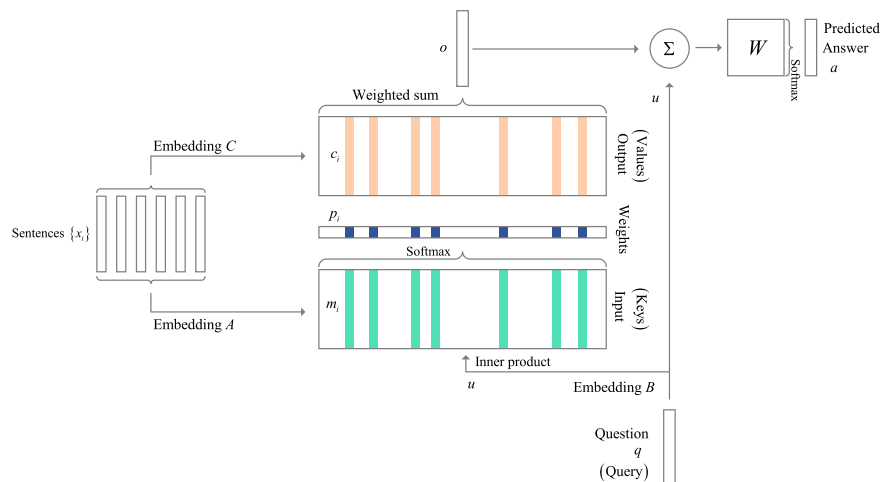 o
Σ
W
Softmax
Predicted
Answer
a
Weighted sum
u
Embedding C
c_i
(Values)
Output
Sentences {x_i}
p_i
Weights
Softmax
m_i
(Keys)
Input
Embedding A
Inner product
u
Embedding B
Question
q
(Query)